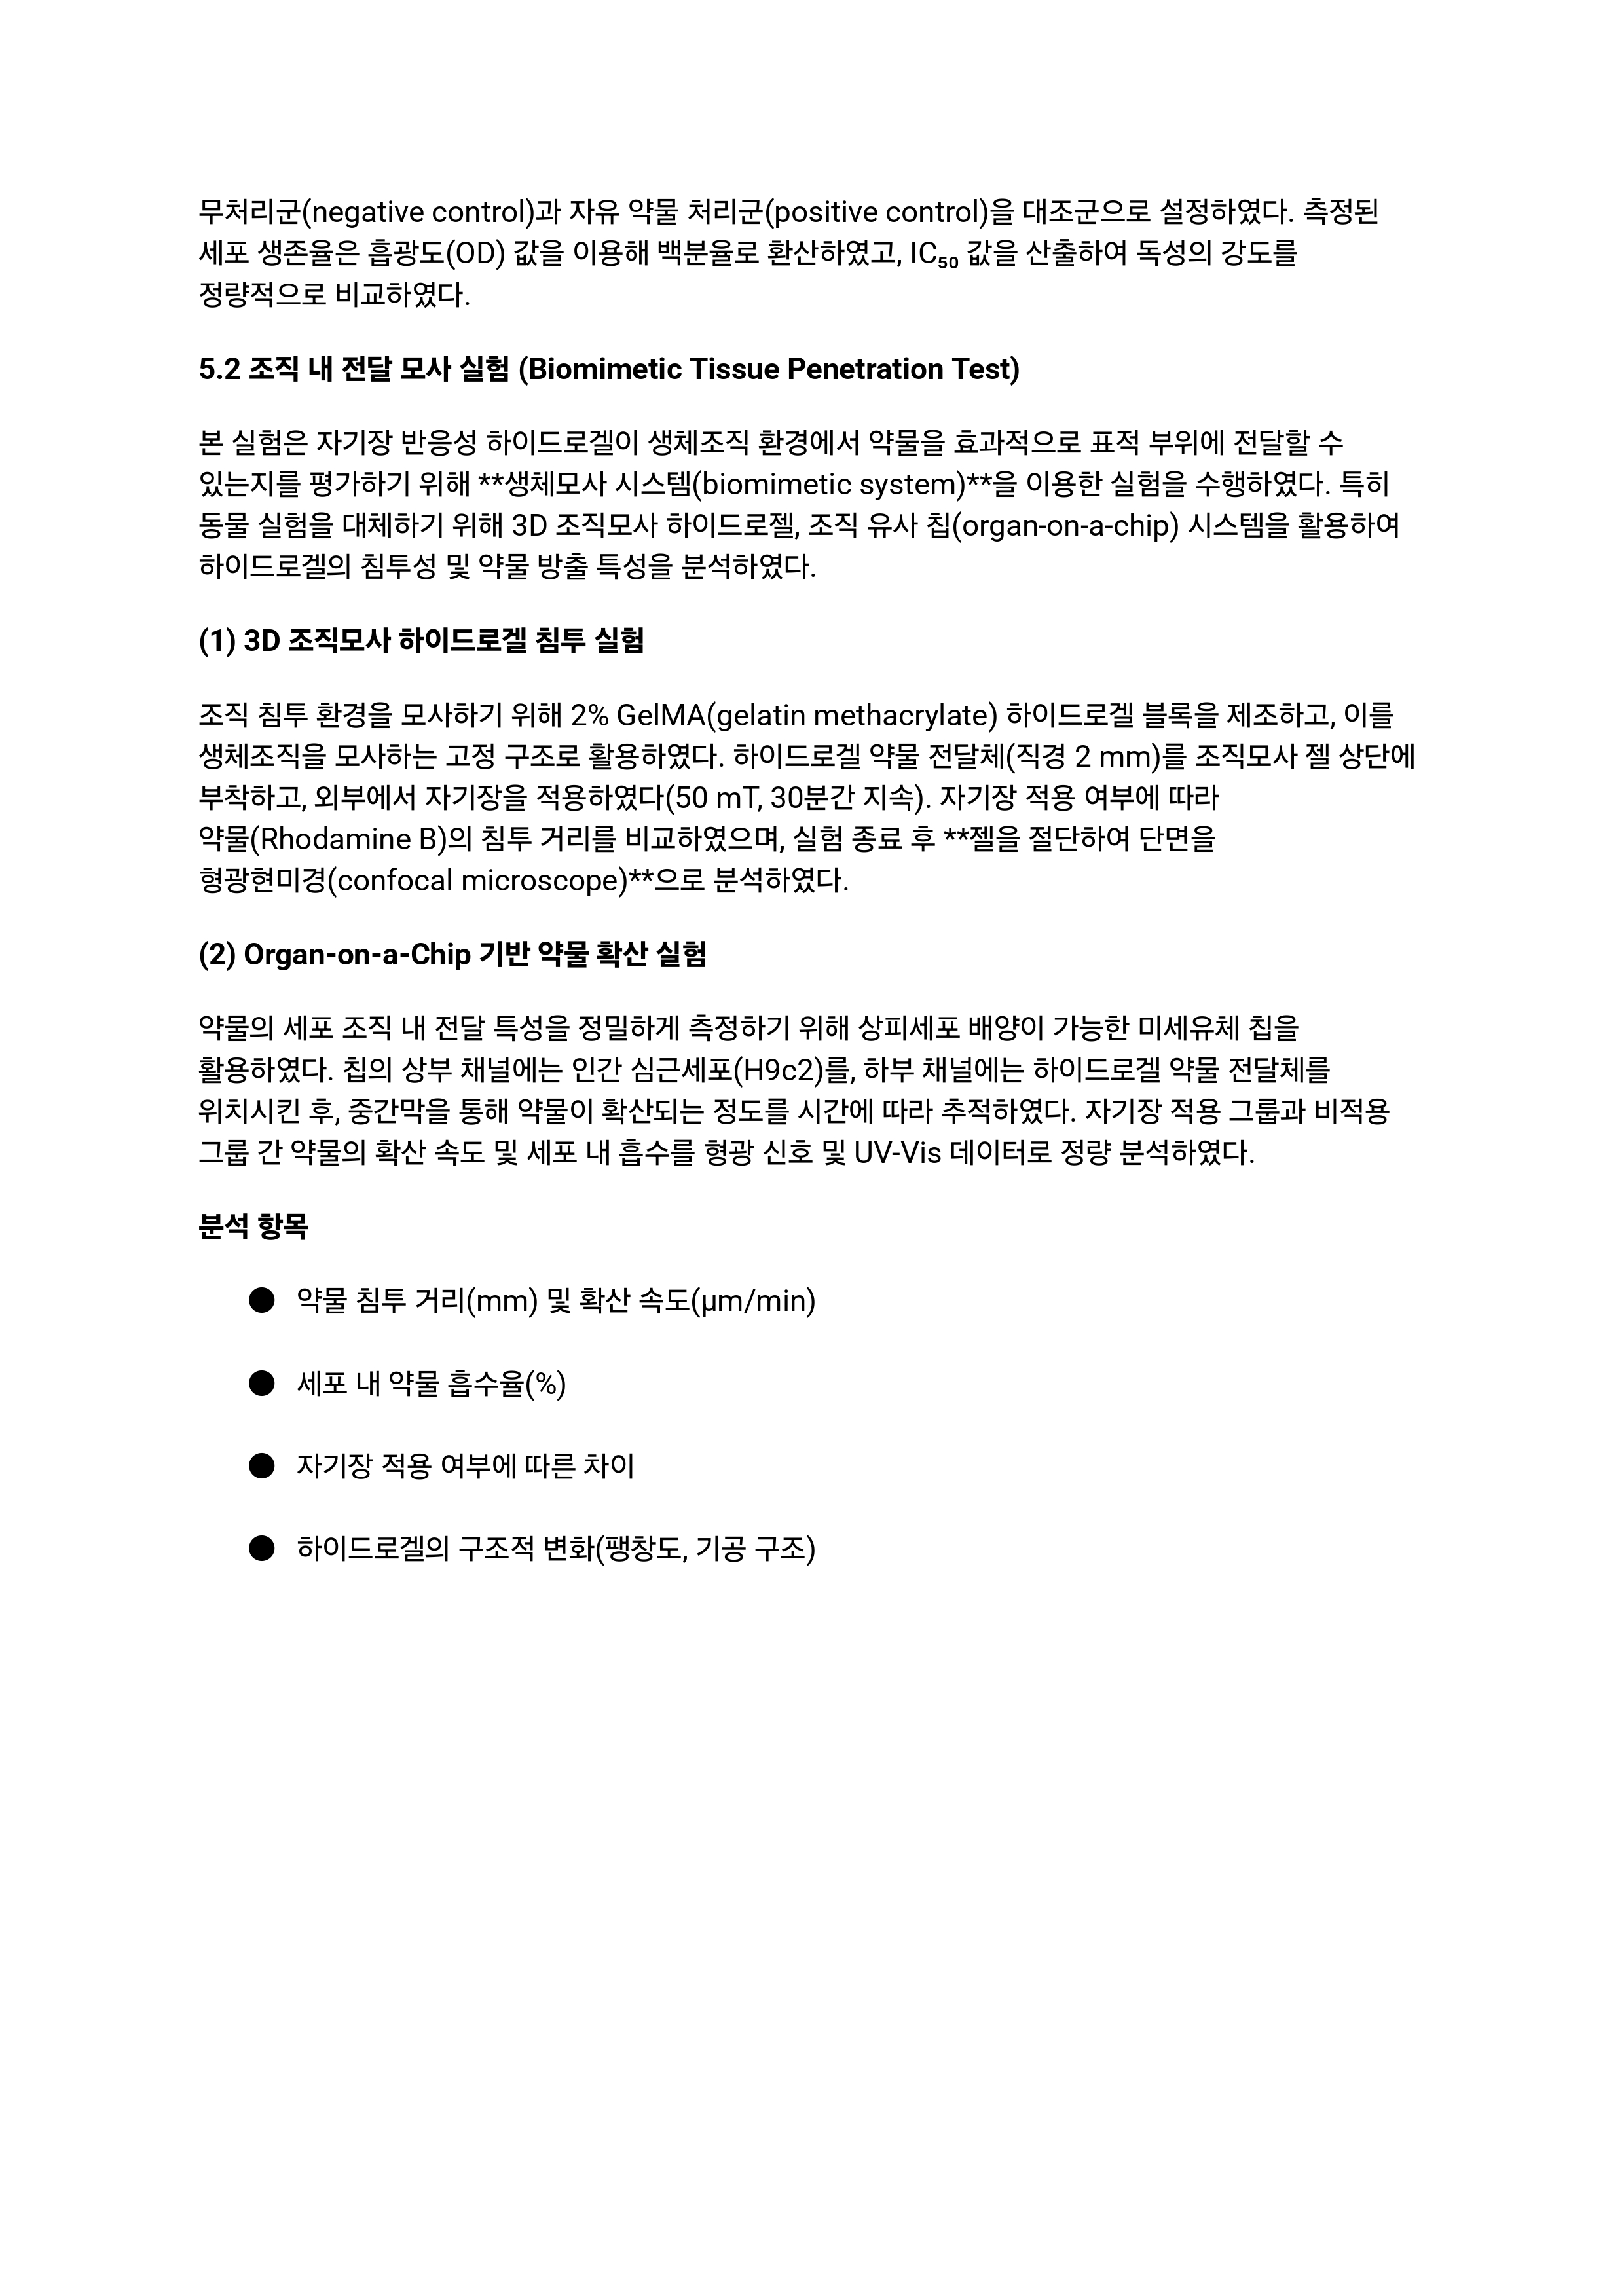 무처리군(negative control)과 자유 약물 처리군(positive control)을 대조군으로 설정하였다. 측정된
세포 생존율은 흡광도(OD) 값을 이용해 백분율로 환산하였고, IC₅₀ 값을 산출하여 독성의 강도를
정량적으로 비교하였다.
5.2 조직 내 전달 모사 실험 (Biomimetic Tissue Penetration Test)
본 실험은 자기장 반응성 하이드로겔이 생체조직 환경에서 약물을 효과적으로 표적 부위에 전달할 수
있는지를 평가하기 위해 **생체모사 시스템(biomimetic system)**을 이용한 실험을 수행하였다. 특히
동물 실험을 대체하기 위해 3D 조직모사 하이드로젤, 조직 유사 칩(organ-on-a-chip) 시스템을 활용하여
하이드로겔의 침투성 및 약물 방출 특성을 분석하였다.
(1) 3D 조직모사 하이드로겔 침투 실험
조직 침투 환경을 모사하기 위해 2% GelMA(gelatin methacrylate) 하이드로겔 블록을 제조하고, 이를
생체조직을 모사하는 고정 구조로 활용하였다. 하이드로겔 약물 전달체(직경 2 mm)를 조직모사 젤 상단에
부착하고, 외부에서 자기장을 적용하였다(50 mT, 30분간 지속). 자기장 적용 여부에 따라
약물(Rhodamine B)의 침투 거리를 비교하였으며, 실험 종료 후 **젤을 절단하여 단면을
형광현미경(confocal microscope)**으로 분석하였다.
(2) Organ-on-a-Chip 기반 약물 확산 실험
약물의 세포 조직 내 전달 특성을 정밀하게 측정하기 위해 상피세포 배양이 가능한 미세유체 칩을
활용하였다. 칩의 상부 채널에는 인간 심근세포(H9c2)를, 하부 채널에는 하이드로겔 약물 전달체를
위치시킨 후, 중간막을 통해 약물이 확산되는 정도를 시간에 따라 추적하였다. 자기장 적용 그룹과 비적용
그룹 간 약물의 확산 속도 및 세포 내 흡수를 형광 신호 및 UV-Vis 데이터로 정량 분석하였다.
분석 항목
● 약물 침투 거리(mm) 및 확산 속도(μm/min)
● 세포 내 약물 흡수율(%)
● 자기장 적용 여부에 따른 차이
● 하이드로겔의 구조적 변화(팽창도, 기공 구조)